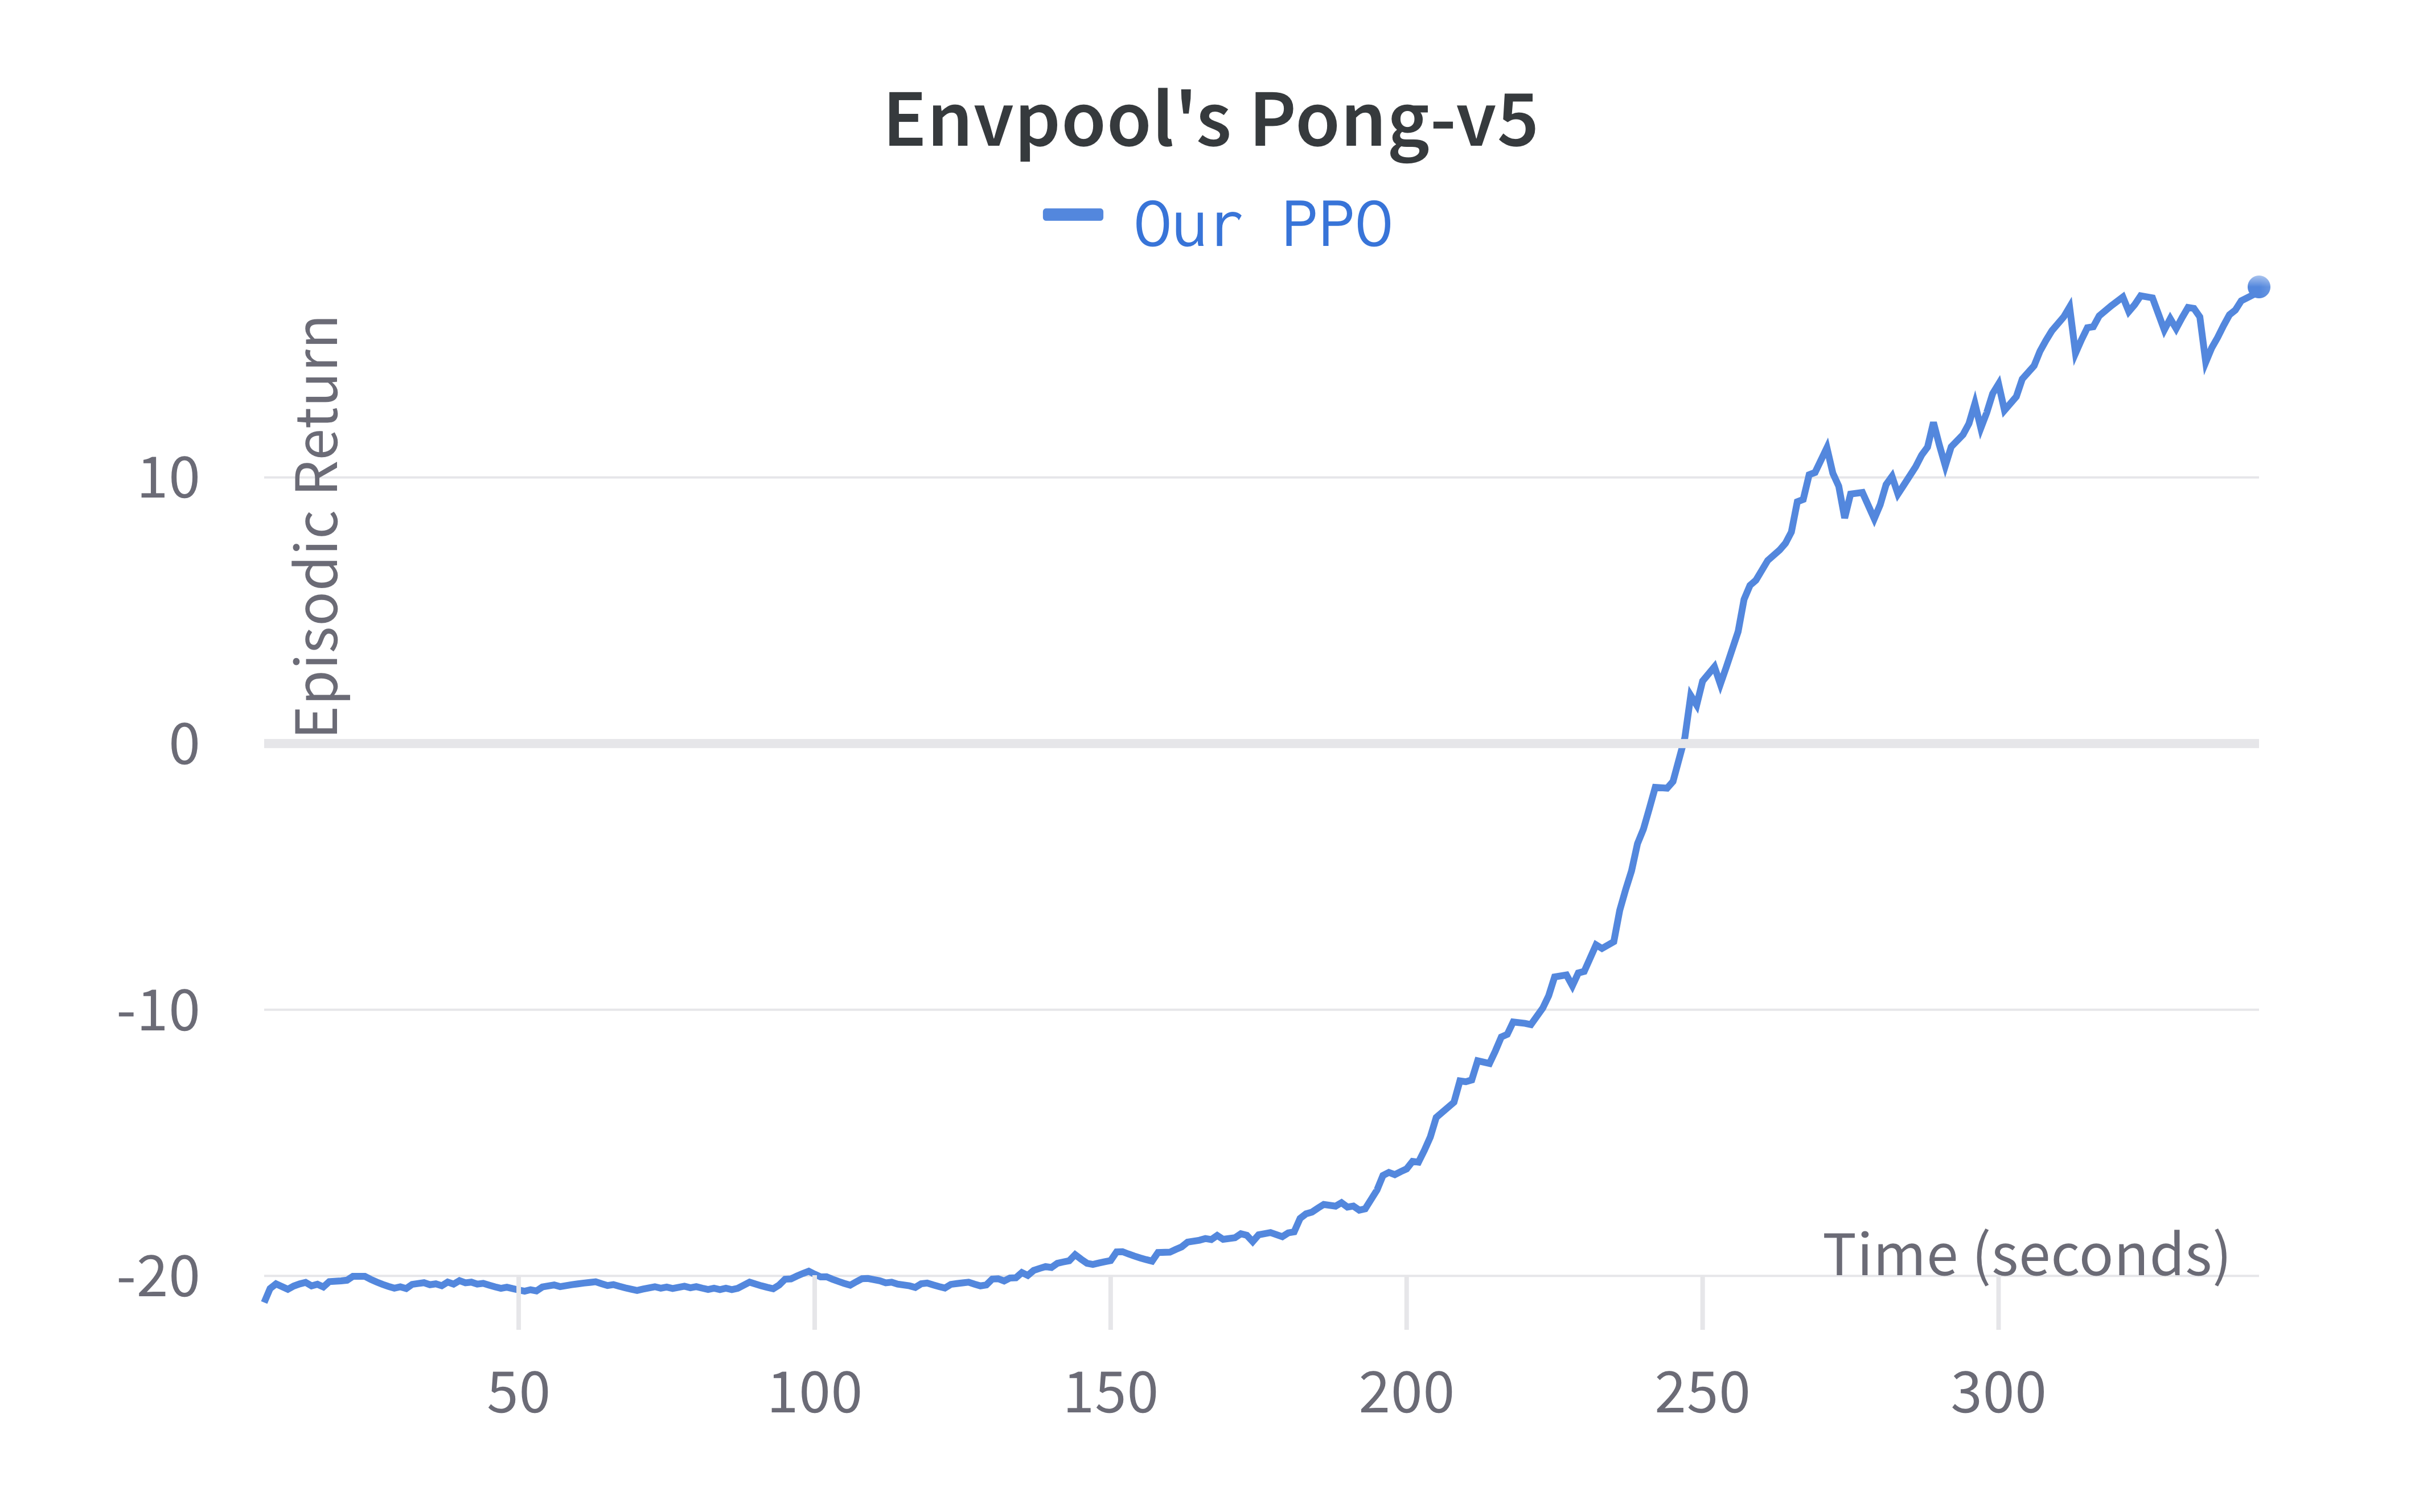 Envpool's Pong-v5
Our PPO
Episodic Return
10
0
-10
-20
Time (seconds)
50 100 150 200 250 300